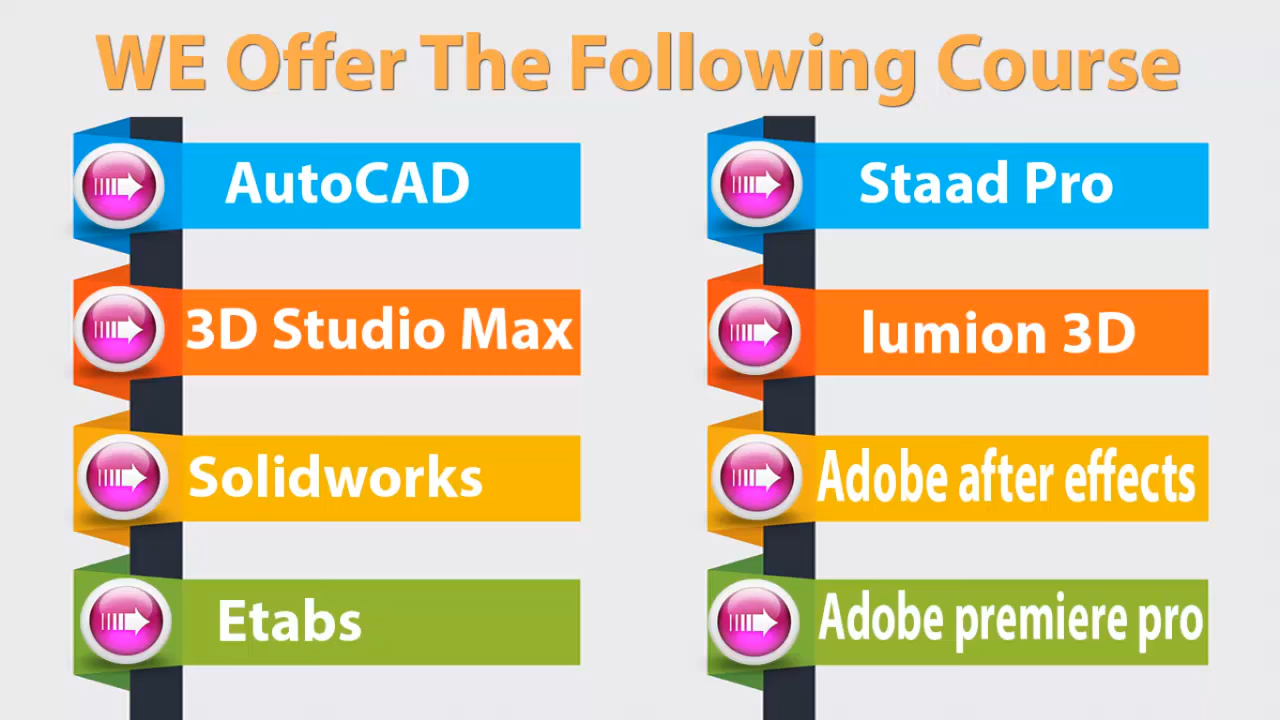 WE Offer The Following Course
AutoCAD
3D Studio Max
Solidworks
Etabs
Staad Pro
lumion 3D
Adobe after effects
Adobe premiere pro